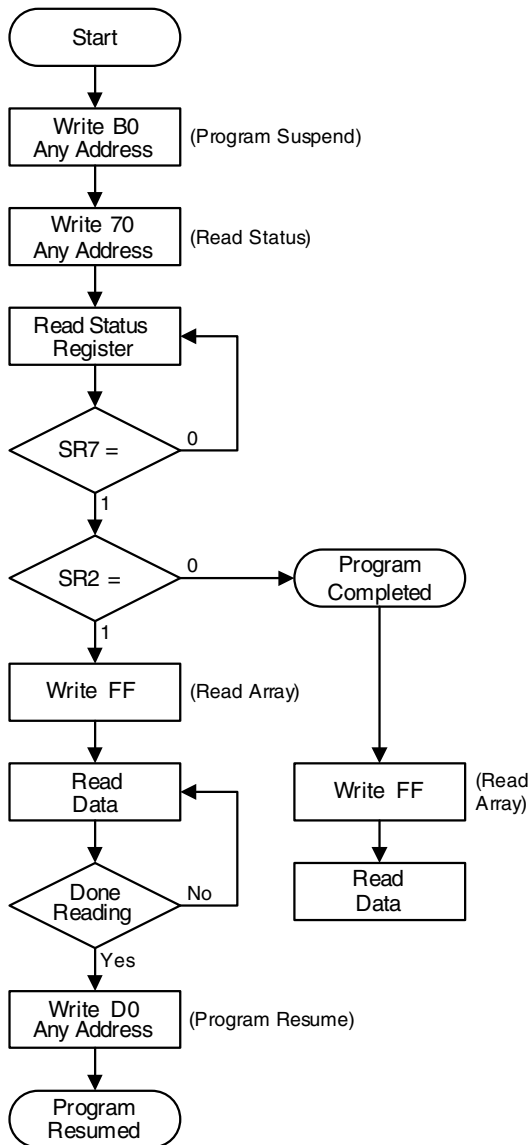 Start
Write B0
Any Address
(Program Suspend)
Write 70
Any Address
(Read Status)
Read Status
Register
SR7 =
0
1
SR2 =
0
1
Program
Completed
Write FF
(Read Array)
Read
Data
Write FF
(Read
Array)
Read
Data
Done
Reading
No
Yes
Write D0
Any Address
(Program Resume)
Program
Resumed